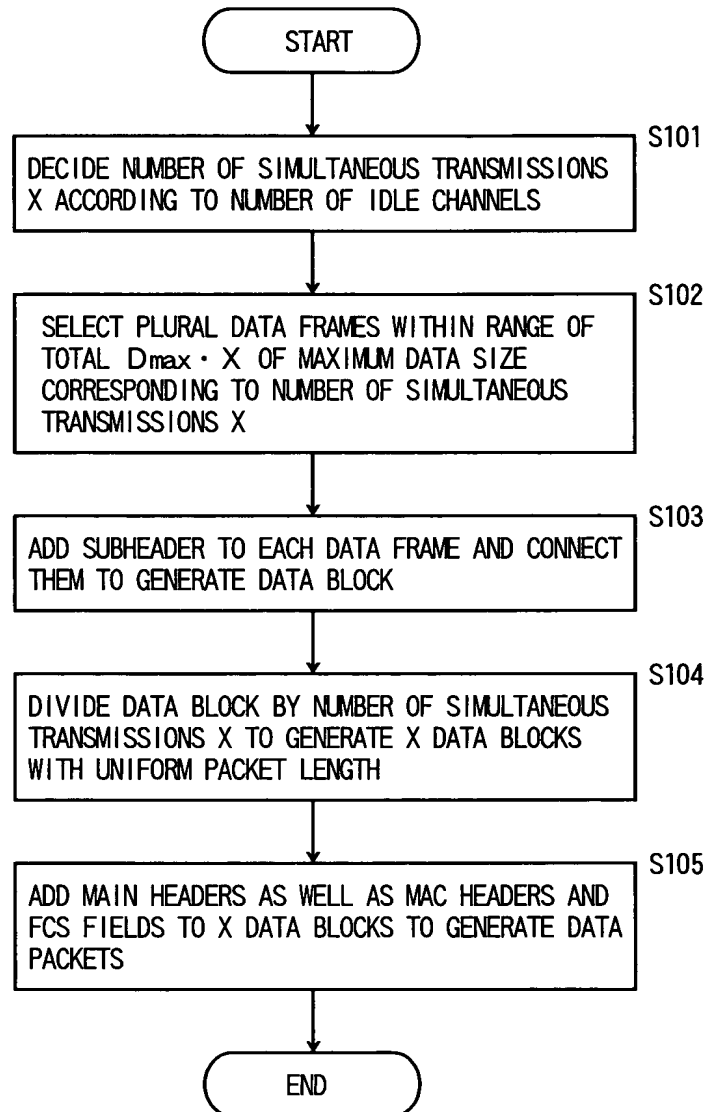 START
S101
DECIDE NUMBER OF SIMULTANEOUS TRANSMISSIONS
X ACCORDING TO NUMBER OF IDLE CHANNELS
S102
SELECT PLURAL DATA FRAMES WITHIN RANGE OF
TOTAL Dmax · X OF MAXIMUM DATA SIZE
CORRESPONDING TO NUMBER OF SIMULTANEOUS
TRANSMISSIONS X
S103
ADD SUBHEADER TO EACH DATA FRAME AND CONNECT
THEM TO GENERATE DATA BLOCK
S104
DIVIDE DATA BLOCK BY NUMBER OF SIMULTANEOUS
TRANSMISSIONS X TO GENERATE X DATA BLOCKS
WITH UNIFORM PACKET LENGTH
S105
ADD MAIN HEADERS AS WELL AS MAC HEADERS AND
FCS FIELDS TO X DATA BLOCKS TO GENERATE DATA
PACKETS
END